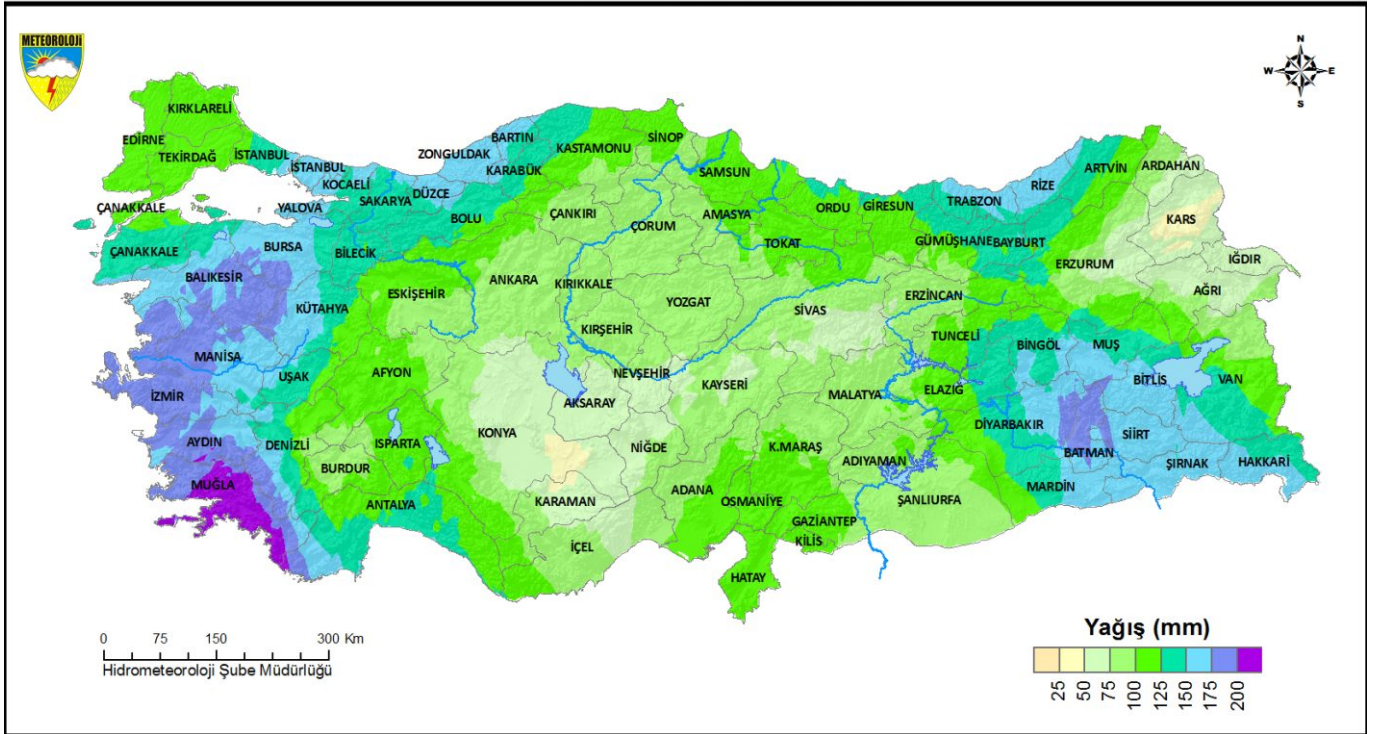 METEOROLOJİ
N
W E
S
KIRKLARELİ
EDİRNE
TEKİRDAĞ
İSTANBUL
İSTANBUL
KOCAELİ
YALOVA
SAKARYA
DÜZCE
ZONGULDAK
BARTIN
KARABÜK
BOLU
KASTAMONU
SİNOP
SAMSUN
ÇANKIRI
ÇORUM
AMASYA
TOKAT
ORDU
GİRESUN
TRABZON
RİZE
ARTVİN
ARDAHAN
KARS
IĞDIR
AĞRI
GÜMÜŞHANE
BAYBURT
ERZURUM
ERZİNCAN
ÇANAKKALE
ÇANAKKALE
BURSA
BİLECİK
BALIKESİR
KÜTAHYA
ESKİŞEHİR
ANKARA
KIRIKKALE
YOZGAT
SİVAS
KIRŞEHİR
NEVŞEHİR
KAYSERİ
TUNCELİ
BİNGÖL
MUŞ
BİTLİS
VAN
MANİSA
UŞAK
AFYON
İZMİR
AKSARAY
MALATYA
ELAZIĞ
DİYARBAKIR
SİİRT
BATMAN
ŞIRNAK
HAKKARİ
MARDİN
AYDIN
DENİZLİ
ISPARTA
BURDUR
KONYA
NİĞDE
K.MARAŞ
ADIYAMAN
ŞANLIURFA
MUĞLA
ANTALYA
KARAMAN
ADANA
OSMANİYE
GAZİANTEP
KİLİS
İÇEL
HATAY
0 75 150 300 Km
Hidrometeoroloji Şube Müdürlüğü
Yağış (mm)
25 50 75 100 125 150 175 200